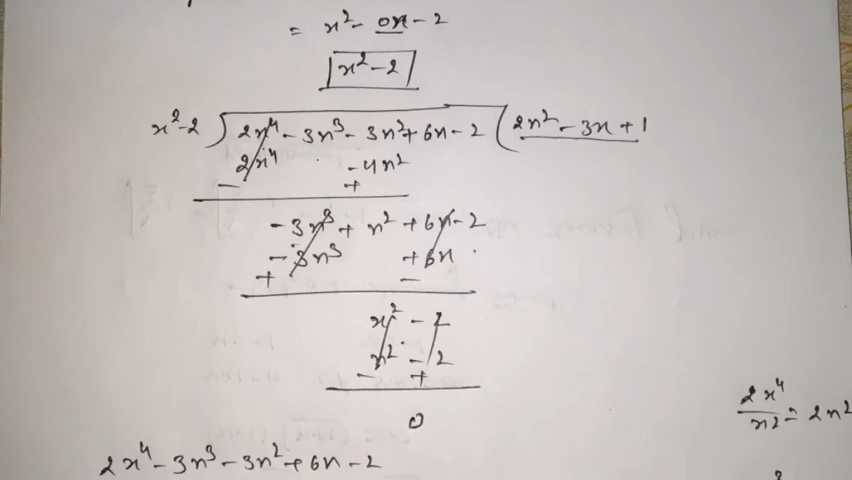 = x² - 0x - 2
x² - 2
x²-2 ) 2x⁴ - 3x³ - 3x² + 6x - 2 ( 2x² - 3x + 1
2x⁴ - 4x²
- +
- 3x³ + x² + 6x - 2
- 3x³ + 6x
+ -
x² - 2
x² - 2
- +
0
2x⁴ / x² = 2x²
2x⁴ - 3x³ - 3x² + 6x - 2